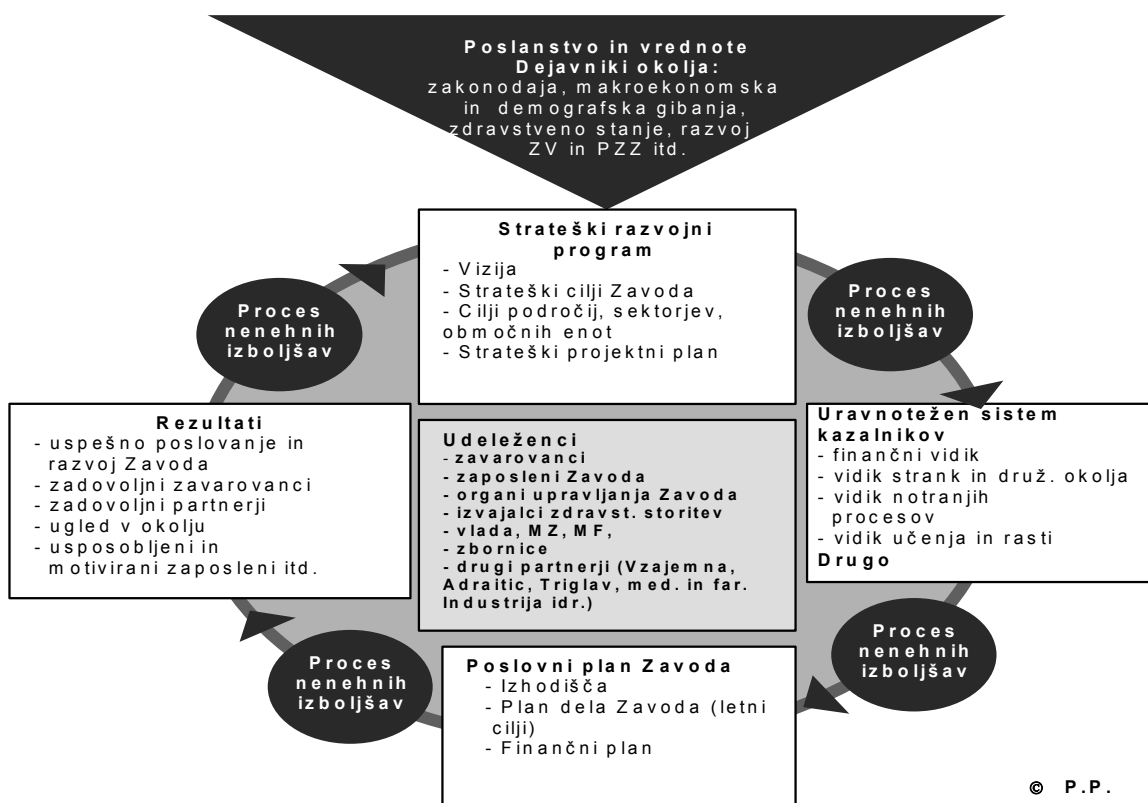 Poslanstvo in vrednote
Dejavniki okolja:
zakonodaja, makroekonomska
in demografska gibanja,
zdravstveno stanje, razvoj
ZV in PZZ itd.
Strateški razvojni
program
- Vizija
- Strateški cilji Zavoda
- Cilji področij, sektorjev,
območnih enot
- Strateški projektni plan
Proces
nenehnih
izboljšav
Proces
nenehnih
izboljšav
Rezultati
- uspešno poslovanje in
razvoj Zavoda
- zadovoljni zavarovanci
- zadovoljni partnerji
- ugled v okolju
- usposobljeni in
motivirani zaposleni itd.
Udeleženci
- zavarovanci
- zaposleni Zavoda
- organi upravljanja Zavoda
- izvajalci zdravst. storitev
- vlada, MZ, MF,
- zbornice
- drugi partnerji (Vzajemna,
Adraitic, Triglav, med. in far.
Industrija idr.)
Uravnotežen sistem
kazalnikov
- finančni vidik
- vidik strank in druž. okolja
- vidik notranjih
procesov
- vidik učenja in rasti
Drugo
Proces
nenehnih
izboljšav
Proces
nenehnih
izboljšav
Poslovni plan Zavoda
- Izhodišča
- Plan dela Zavoda (letni
cilji)
- Finančni plan
© P.P.